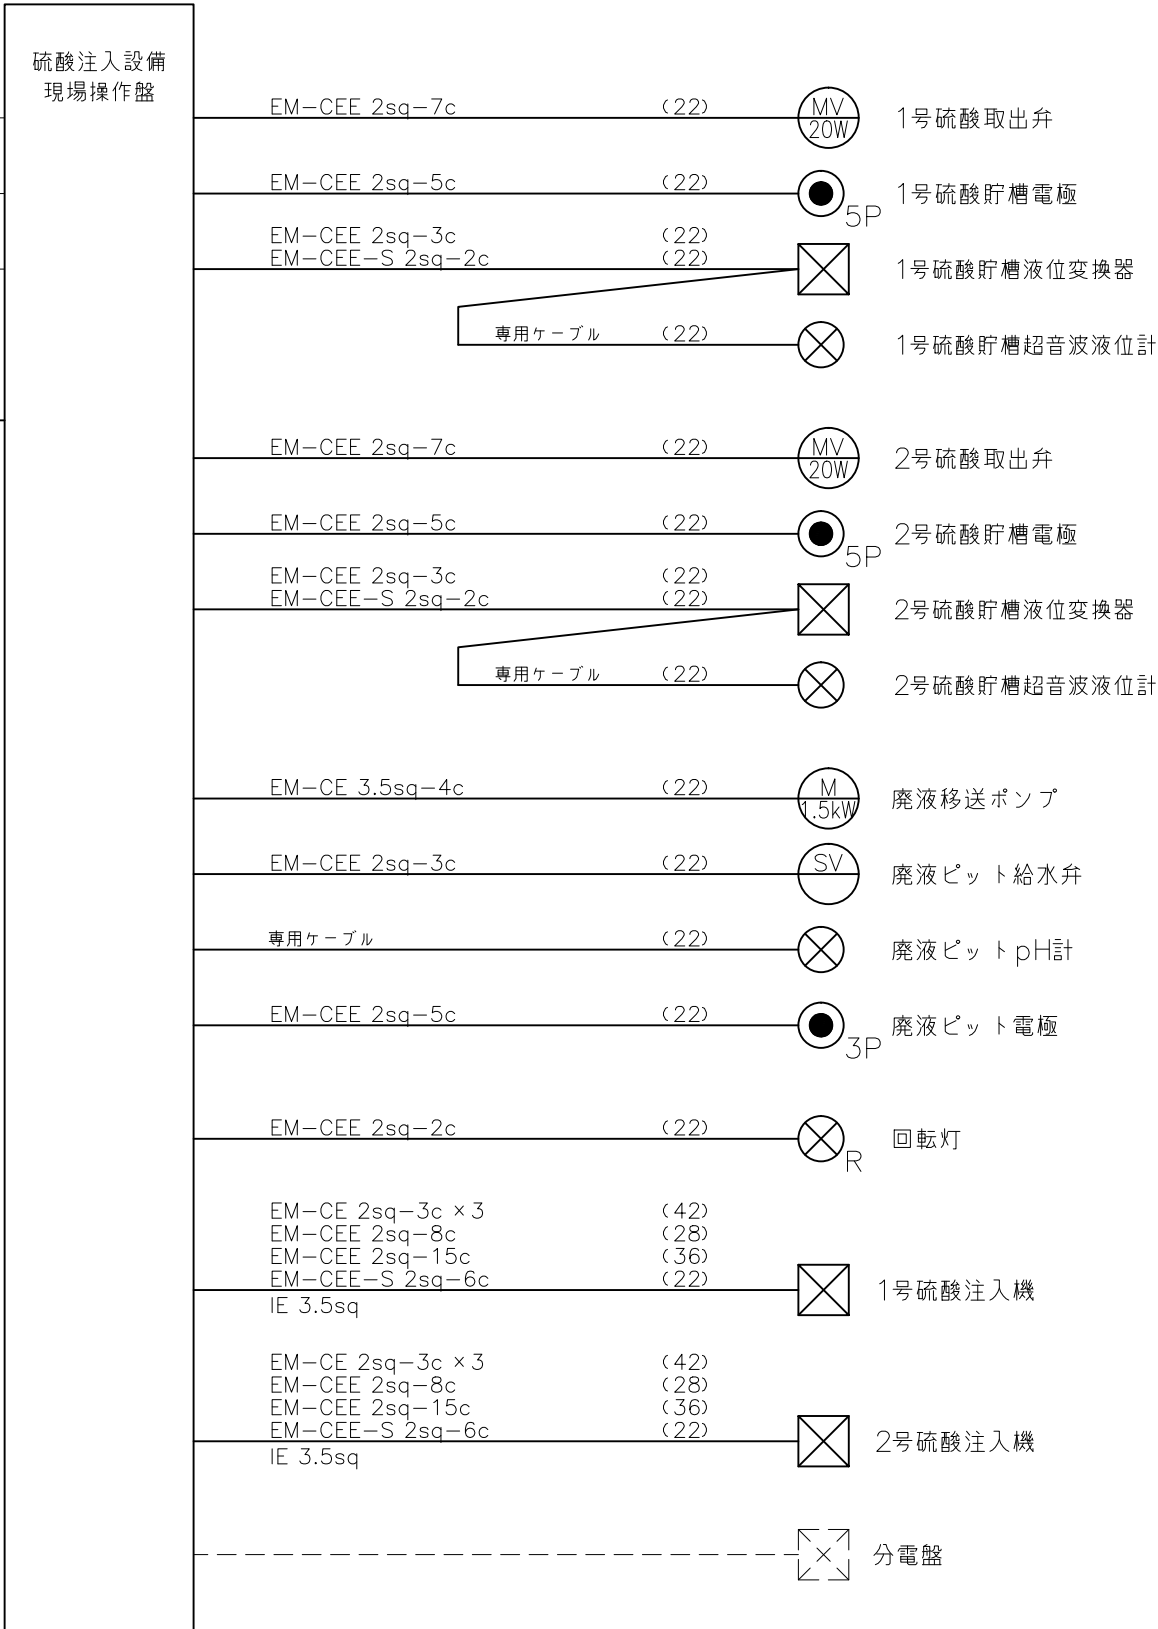 硫酸注入設備
現場操作盤
EM-CEE 2sq-7c (22) MV 20W 1号硫酸取出弁
EM-CEE 2sq-5c (22) 5P 1号硫酸貯槽電極
EM-CEE 2sq-3c (22)
EM-CEE-S 2sq-2c (22) 1号硫酸貯槽液位変換器
専用ケーブル (22) 1号硫酸貯槽超音波液位計
EM-CEE 2sq-7c (22) MV 20W 2号硫酸取出弁
EM-CEE 2sq-5c (22) 5P 2号硫酸貯槽電極
EM-CEE 2sq-3c (22)
EM-CEE-S 2sq-2c (22) 2号硫酸貯槽液位変換器
専用ケーブル (22) 2号硫酸貯槽超音波液位計
EM-CE 3.5sq-4c (22) M 1.5kW 廃液移送ポンプ
EM-CEE 2sq-3c (22) SV 廃液ピット給水弁
専用ケーブル (22) 廃液ピットpH計
EM-CEE 2sq-5c (22) 3P 廃液ピット電極
EM-CEE 2sq-2c (22) R 回転灯
EM-CE 2sq-3c ×3 (42)
EM-CEE 2sq-8c (28)
EM-CEE 2sq-15c (36)
EM-CEE-S 2sq-6c (22) 1号硫酸注入機
IE 3.5sq
EM-CE 2sq-3c ×3 (42)
EM-CEE 2sq-8c (28)
EM-CEE 2sq-15c (36)
EM-CEE-S 2sq-6c (22) 2号硫酸注入機
IE 3.5sq
分電盤